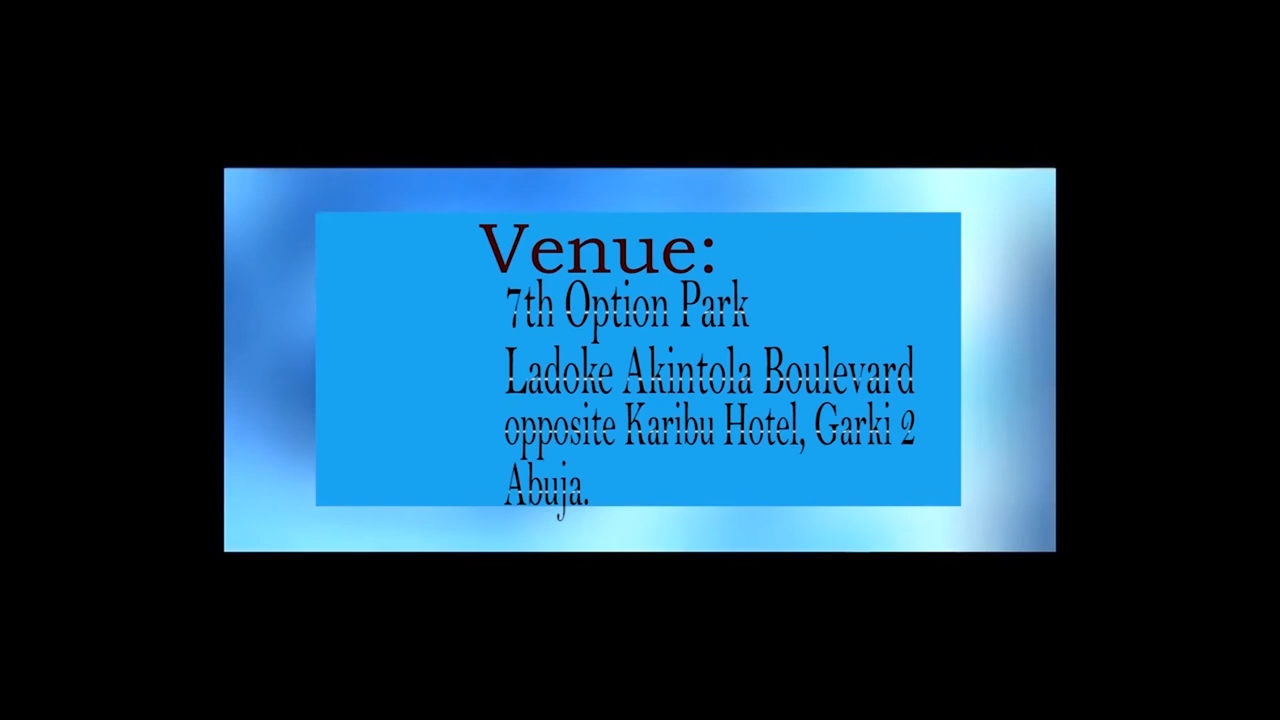 Venue:
7th Option Park
Ladoke Akintola Boulevard
opposite Karibu Hotel, Garki 2
Abuja.